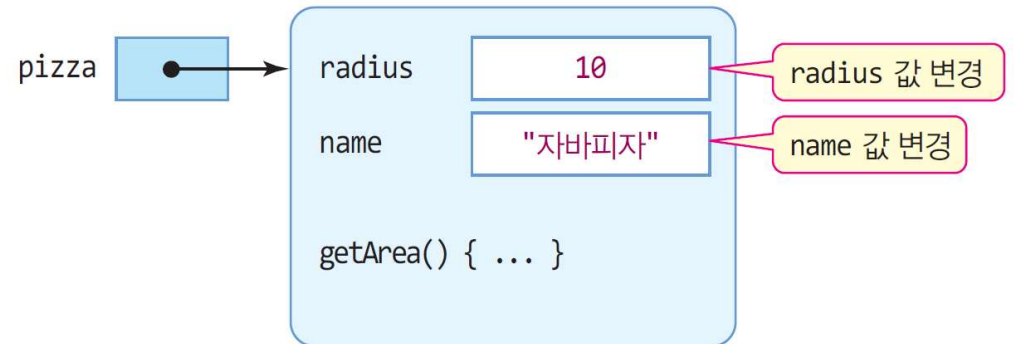 pizza
radius 10 radius 값 변경
name "자바피자" name 값 변경
getArea() { ... }